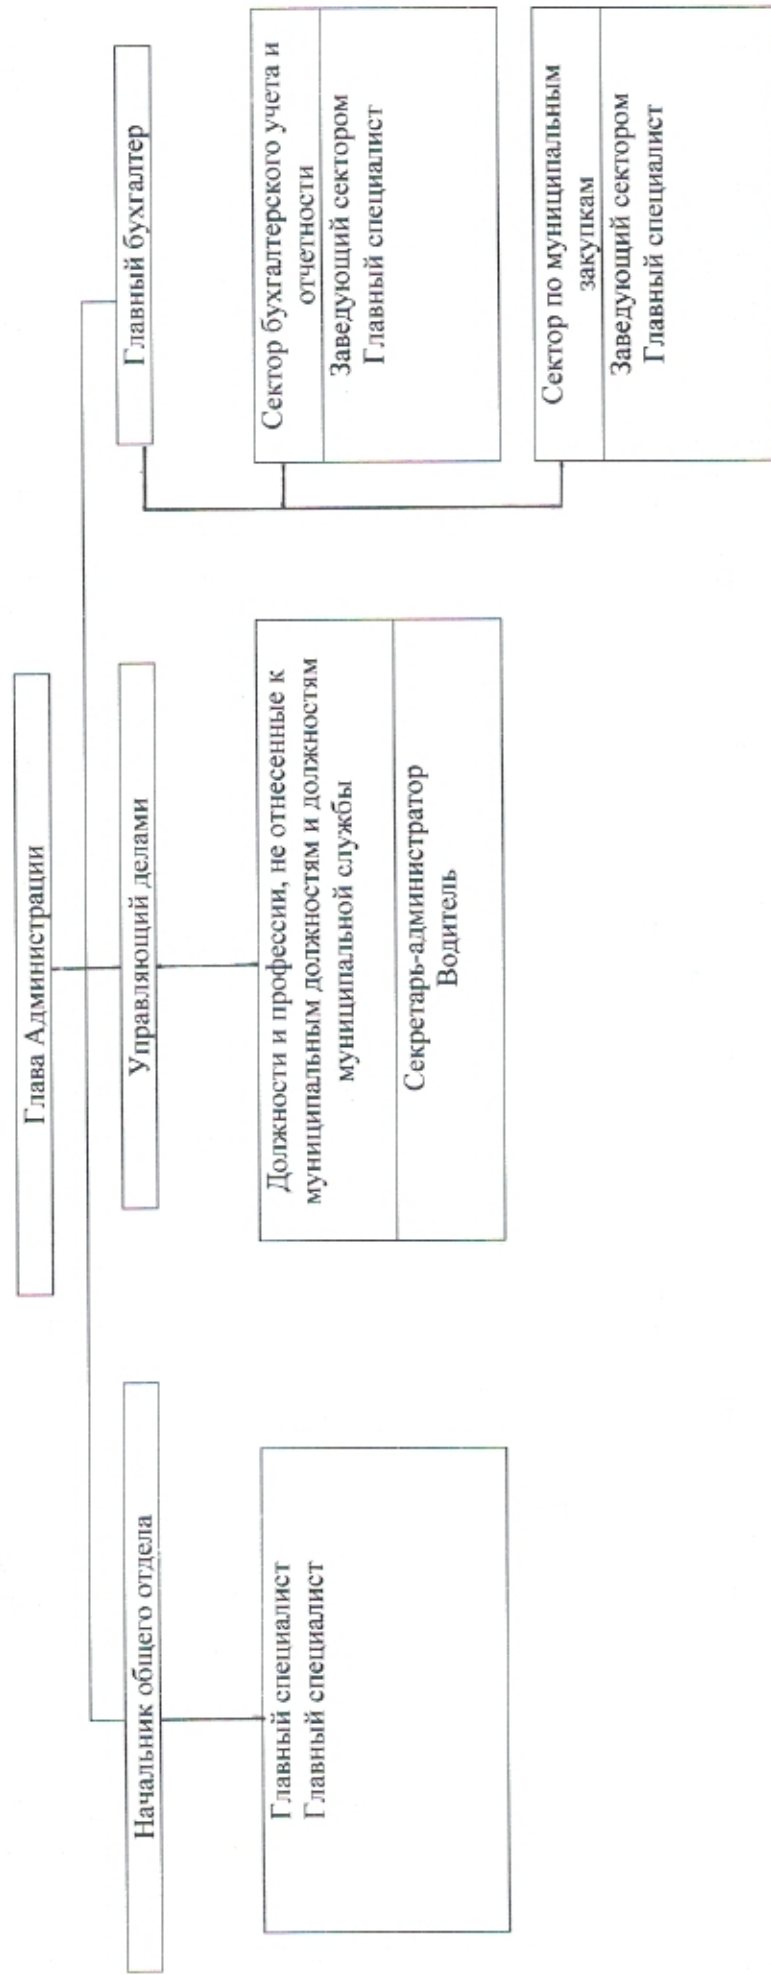 Глава Администрации
Начальник общего отдела
Управляющий делами
Главный бухгалтер
Главный специалист
Главный специалист
Должности и профессии, не отнесенные к
муниципальным должностям и должностям
муниципальной службы
Секретарь-администратор
Водитель
Сектор бухгалтерского учета и
отчетности
Заведующий сектором
Главный специалист
Сектор по муниципальным
закупкам
Заведующий сектором
Главный специалист